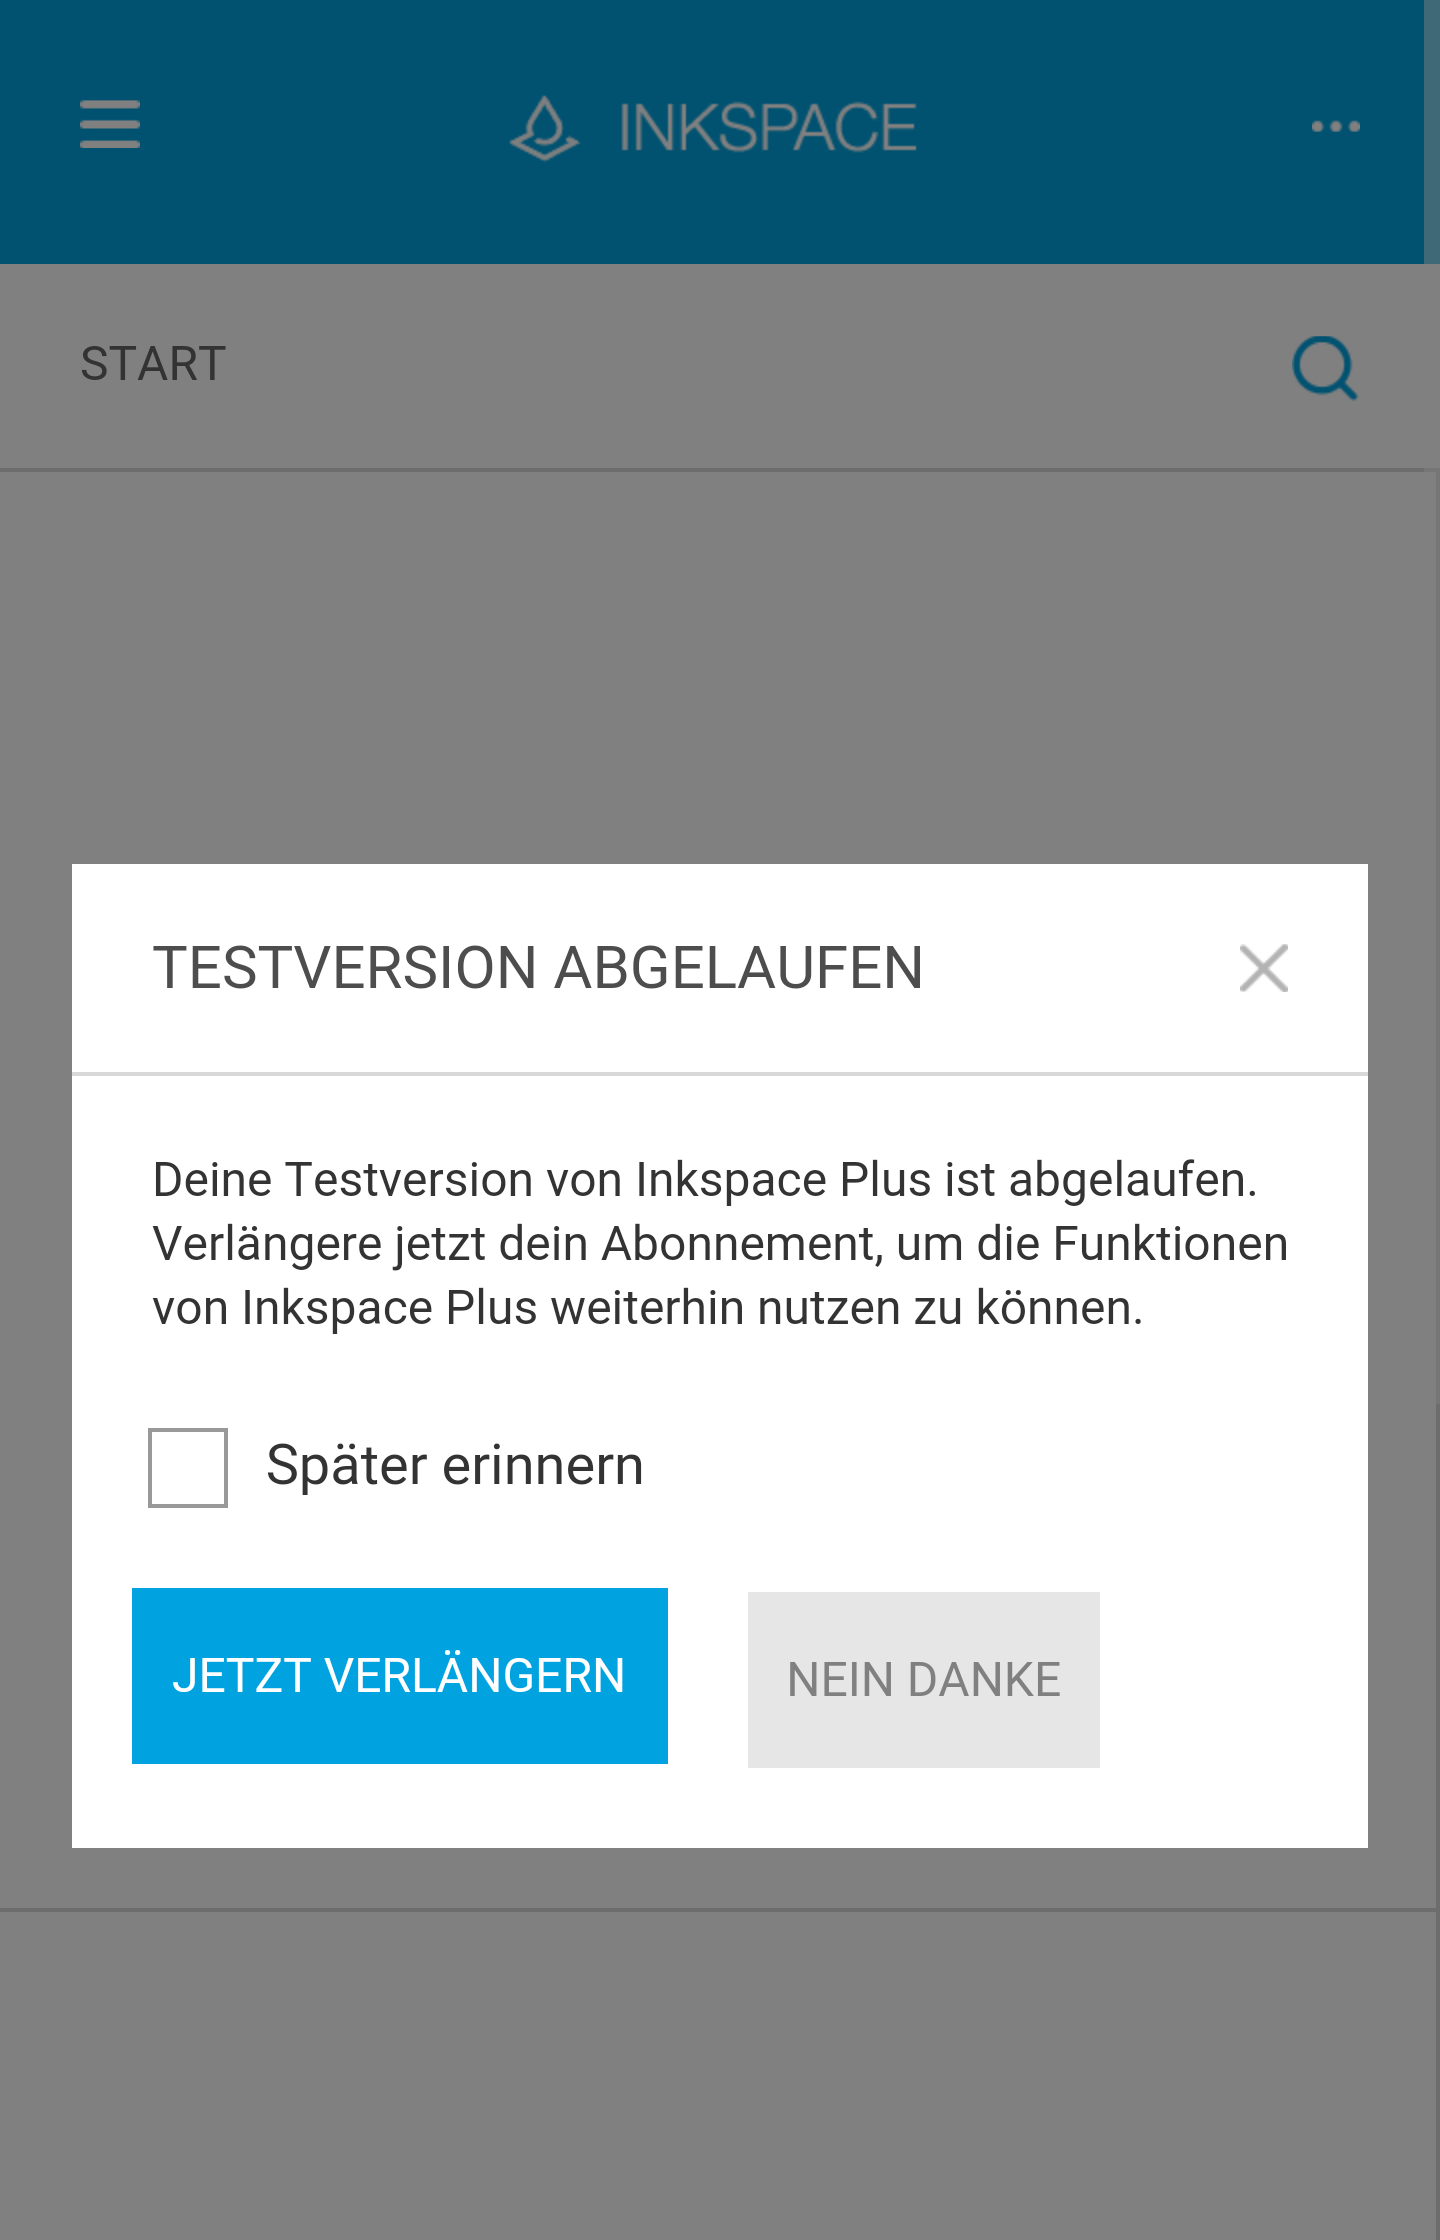 INKSPACE
START
TESTVERSION ABGELAUFEN
Deine Testversion von Inkspace Plus ist abgelaufen.
Verlängere jetzt dein Abonnement, um die Funktionen
von Inkspace Plus weiterhin nutzen zu können.
Später erinnern
JETZT VERLÄNGERN
NEIN DANKE